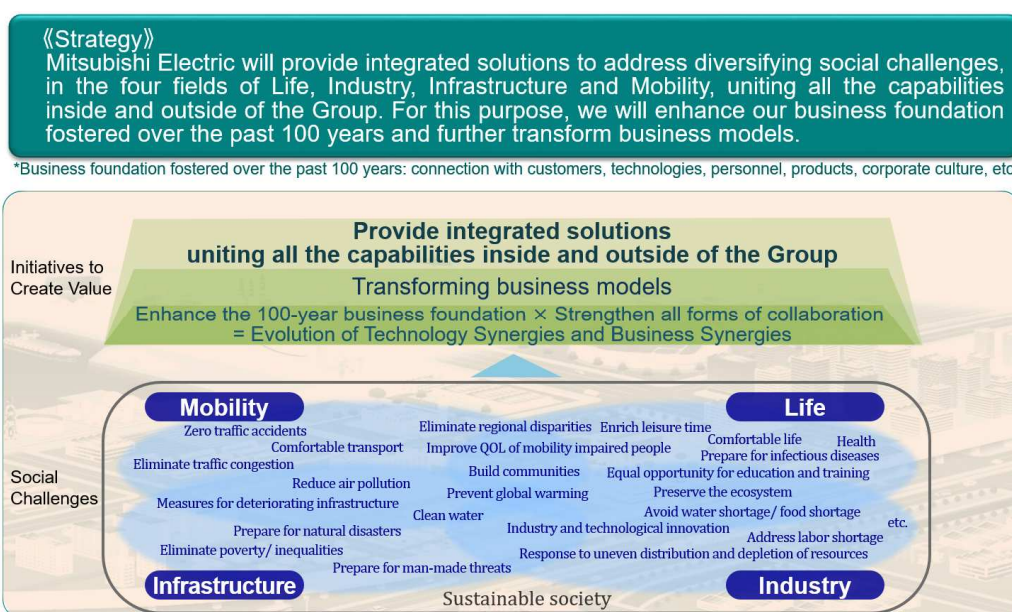 《Strategy》
Mitsubishi Electric will provide integrated solutions to address diversifying social challenges,
in the four fields of Life, Industry, Infrastructure and Mobility, uniting all the capabilities
inside and outside of the Group. For this purpose, we will enhance our business foundation
fostered over the past 100 years and further transform business models.
*Business foundation fostered over the past 100 years: connection with customers, technologies, personnel, products, corporate culture, etc
Initiatives to
Create Value
Provide integrated solutions
uniting all the capabilities inside and outside of the Group
Transforming business models
Enhance the 100-year business foundation × Strengthen all forms of collaboration
= Evolution of Technology Synergies and Business Synergies
Social
Challenges
Mobility
Life
Zero traffic accidents
Eliminate regional disparities
Enrich leisure time
Comfortable transport
Improve QOL of mobility impaired people
Comfortable life
Health
Prepare for infectious diseases
Eliminate traffic congestion
Build communities
Equal opportunity for education and training
Reduce air pollution
Prevent global warming
Preserve the ecosystem
Measures for deteriorating infrastructure
Clean water
Avoid water shortage/ food shortage
etc.
Prepare for natural disasters
Industry and technological innovation
Address labor shortage
Eliminate poverty/ inequalities
Response to uneven distribution and depletion of resources
Prepare for man-made threats
Infrastructure
Industry
Sustainable society